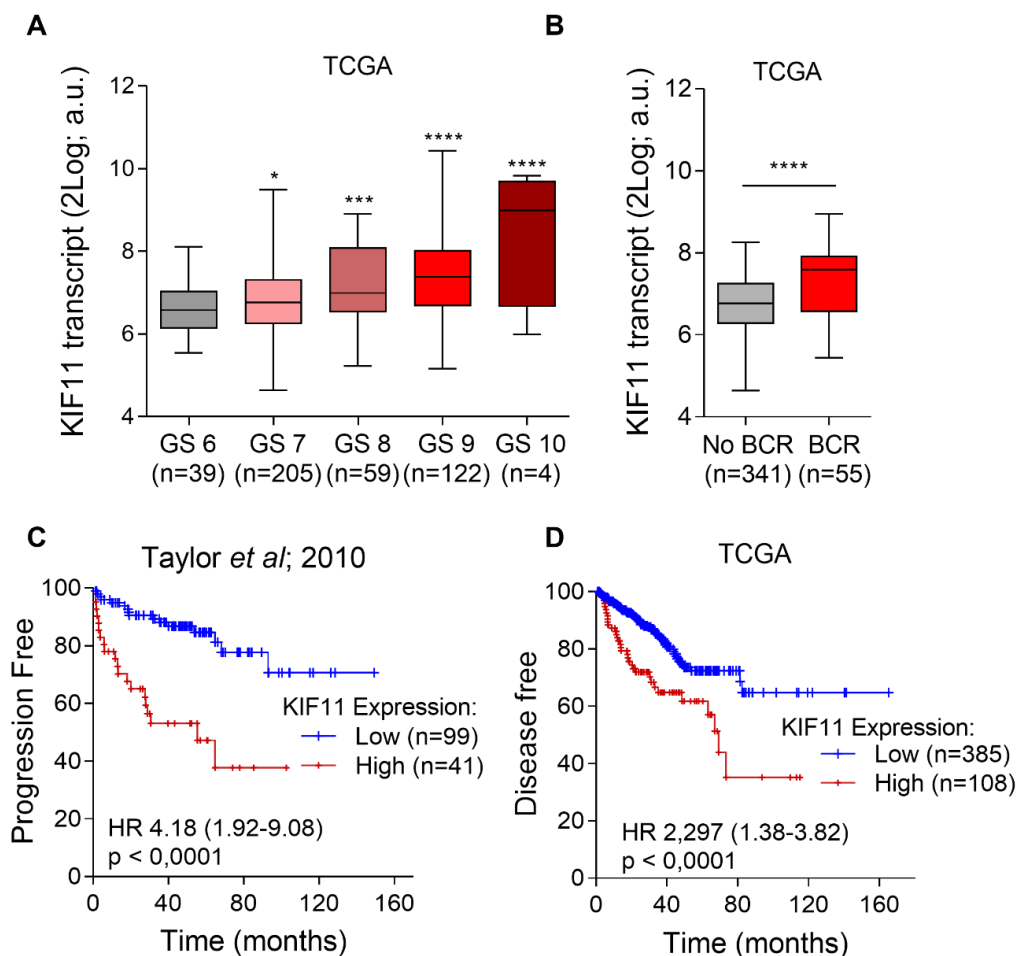 A
TCGA
KIF11 transcript (2Log; a.u.)
12
10
8
6
4
*
***
****
****
GS 6 GS 7 GS 8 GS 9 GS 10
(n=39) (n=205) (n=59) (n=122) (n=4)
B
TCGA
KIF11 transcript (2Log; a.u.)
12
10
8
6
4
****
No BCR BCR
(n=341) (n=55)
C
Taylor et al; 2010
Progression Free
100
80
60
40
20
0
KIF11 Expression:
Low (n=99)
High (n=41)
HR 4.18 (1.92-9.08)
p < 0,0001
0 40 80 120 160
Time (months)
D
TCGA
Disease free
100
80
60
40
20
0
KIF11 Expression:
Low (n=385)
High (n=108)
HR 2,297 (1.38-3.82)
p < 0,0001
0 40 80 120 160
Time (months)